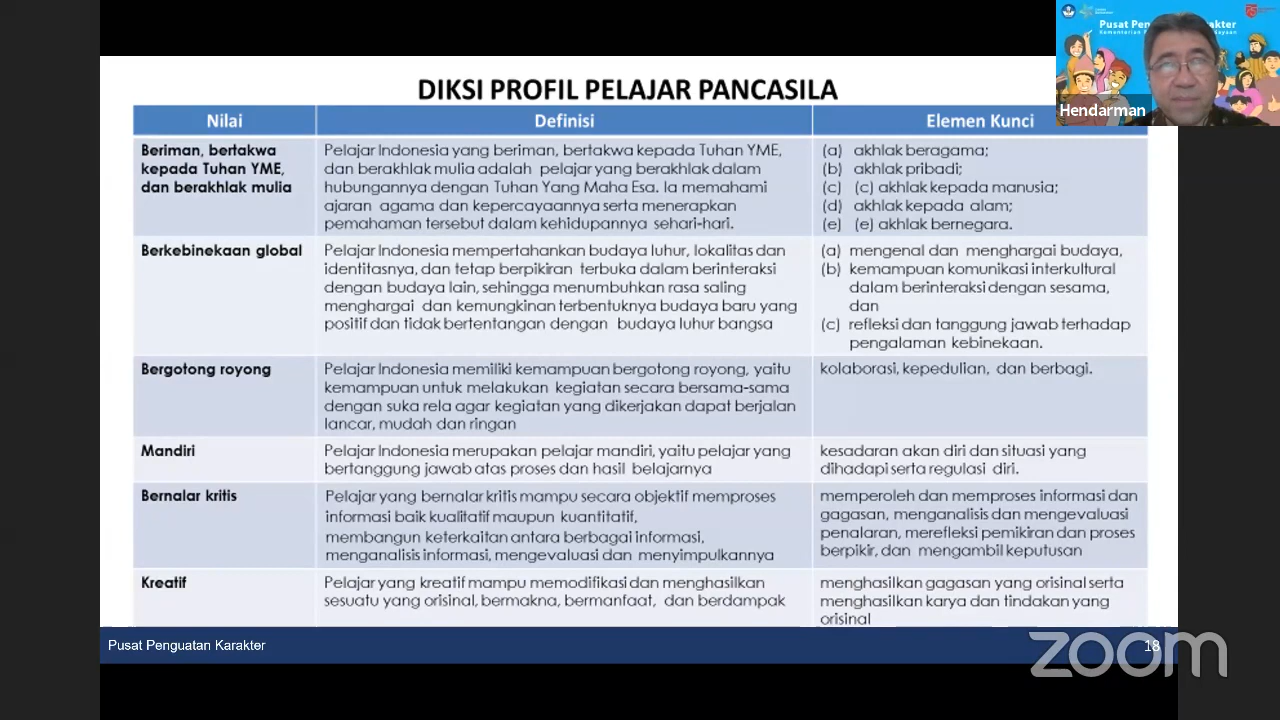 DIKSI PROFIL PELAJAR PANCASILA
Nilai
Definisi
Elemen Kunci
Beriman, bertakwa
kepada Tuhan YME,
dan berakhlak mulia
Pelajar Indonesia yang beriman, bertakwa kepada Tuhan YME,
dan berakhlak mulia adalah pelajar yang berakhlak dalam
hubungannya dengan Tuhan Yang Maha Esa. Ia memahami
ajaran agama dan kepercayaannya serta menerapkan
pemahaman tersebut dalam kehidupannya sehari-hari.
(a) akhlak beragama;
(b) akhlak pribadi;
(c) (c) akhlak kepada manusia;
(d) akhlak kepada alam;
(e) (e) akhlak bernegara.
Berkebinekaan global
Pelajar Indonesia mempertahankan budaya luhur, lokalitas dan
identitasnya, dan tetap berpikiran terbuka dalam berinteraksi
dengan budaya lain, sehingga menumbuhkan rasa saling
menghargai dan kemungkinan terbentuknya budaya baru yang
positif dan tidak bertentangan dengan budaya luhur bangsa
(a) mengenal dan menghargai budaya,
(b) kemampuan komunikasi interkultural
dalam berinteraksi dengan sesama,
dan
(c) refleksi dan tanggung jawab terhadap
pengalaman kebinekaan.
Bergotong royong
Pelajar Indonesia memiliki kemampuan bergotong royong, yaitu
kemampuan untuk melakukan kegiatan secara bersama-sama
dengan suka rela agar kegiatan yang dikerjakan dapat berjalan
lancar, mudah dan ringan
kolaborasi, kepedulian, dan berbagi.
Mandiri
Pelajar Indonesia merupakan pelajar mandiri, yaitu pelajar yang
bertanggung jawab atas proses dan hasil belajarnya
kesadaran akan diri dan situasi yang
dihadapi serta regulasi diri.
Bernalar kritis
Pelajar yang bernalar kritis mampu secara objektif memproses
informasi baik kualitatif maupun kuantitatif,
membangun keterkaitan antara berbagai informasi,
menganalisis informasi, mengevaluasi dan menyimpulkannya
memperoleh dan memproses informasi dan
gagasan, menganalisis dan mengevaluasi
penalaran, merefleksi pemikiran dan proses
berpikir, dan mengambil keputusan
Kreatif
Pelajar yang kreatif mampu memodifikasi dan menghasilkan
sesuatu yang orisinal, bermakna, bermanfaat, dan berdampak
menghasilkan gagasan yang orisinal serta
menghasilkan karya dan tindakan yang
orisinal
Pusat Penguatan Karakter
18
zoom
Pusat
Hendarman